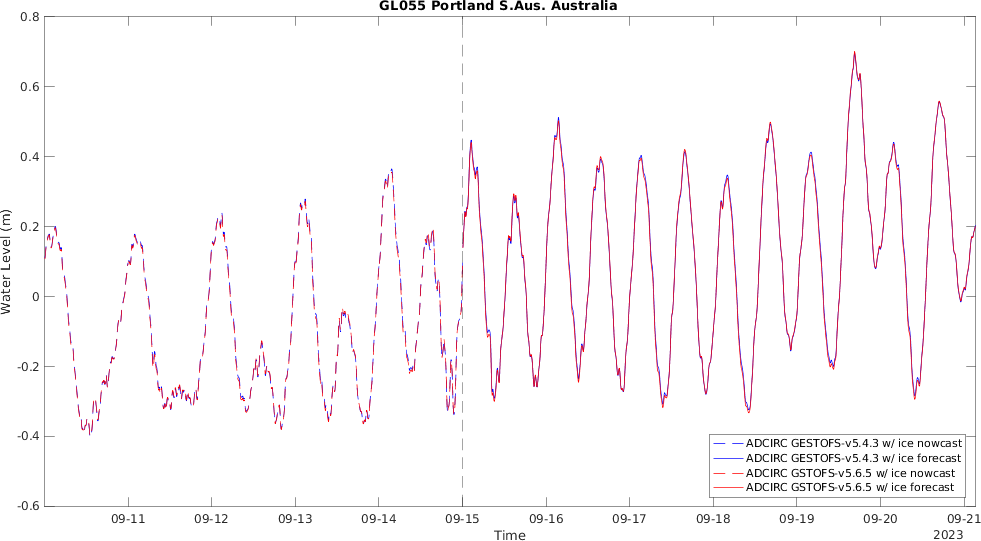 GL055 Portland S.Aus. Australia
0.8
0.6
0.4
0.2
0
-0.2
-0.4
-0.6
Water Level (m)
ADCIRC GESTOFS-v5.4.3 w/ ice nowcast
ADCIRC GESTOFS-v5.4.3 w/ ice forecast
ADCIRC GSTOFS-v5.6.5 w/ ice nowcast
ADCIRC GSTOFS-v5.6.5 w/ ice forecast
09-11 09-12 09-13 09-14 09-15 09-16 09-17 09-18 09-19 09-20 09-21
Time
2023